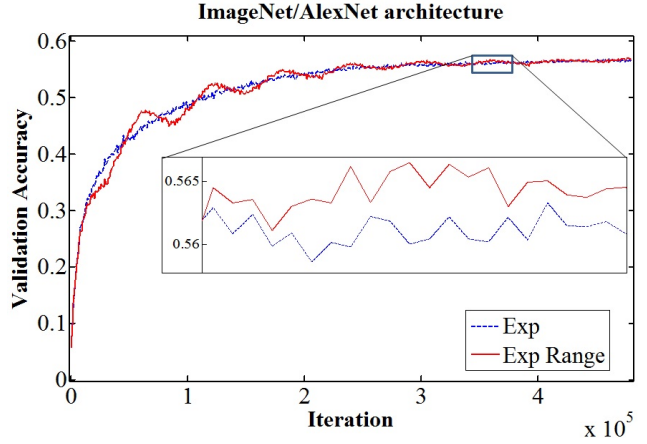 ImageNet/AlexNet architecture
Validation Accuracy
0.6
0.5
0.4
0.3
0.2
0.1
0
0.565
0.56
Exp
Exp Range
0 1 2 3 4
Iteration
x 10^5